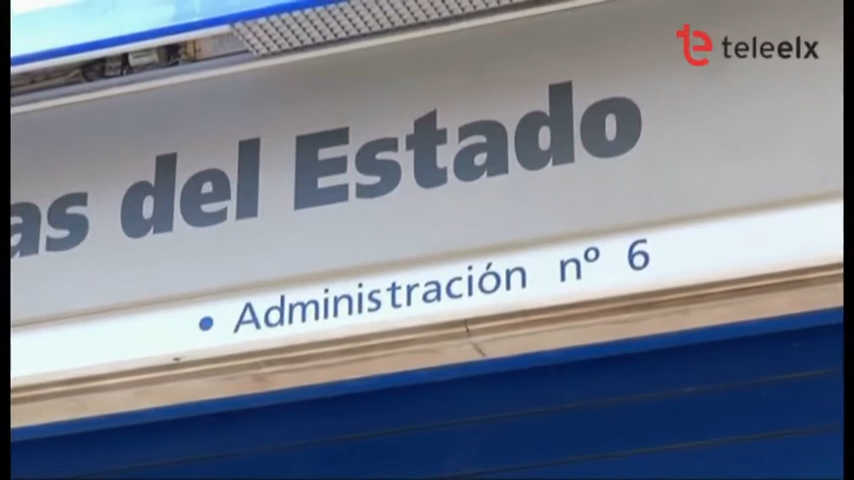 teleelx
as del Estado
• Administración nº 6